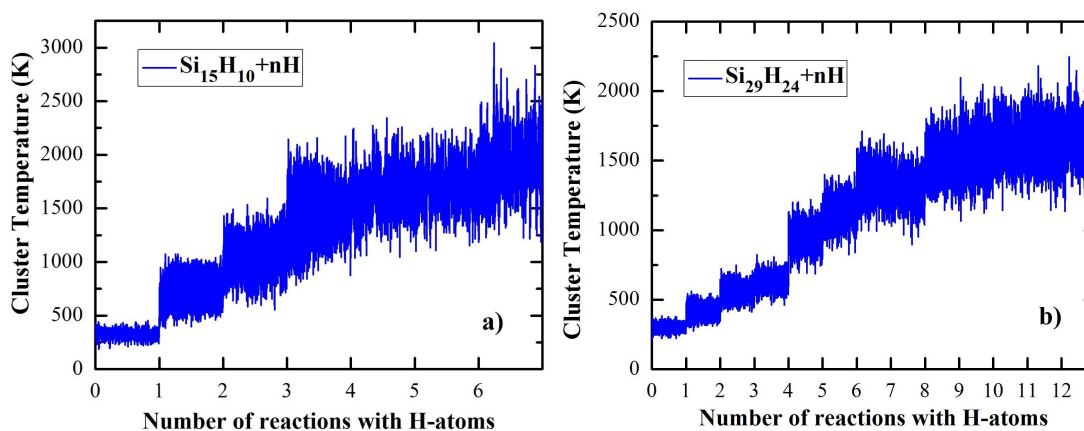 Cluster Temperature (K)
3000
2500
2000
1500
1000
500
0
Si₁₅H₁₀+nH
a)
0 1 2 3 4 5 6
Number of reactions with H-atoms
Cluster Temperature (K)
2500
2000
1500
1000
500
0
Si₂₉H₂₄+nH
b)
0 1 2 3 4 5 6 7 8 9 10 11 12
Number of reactions with H-atoms